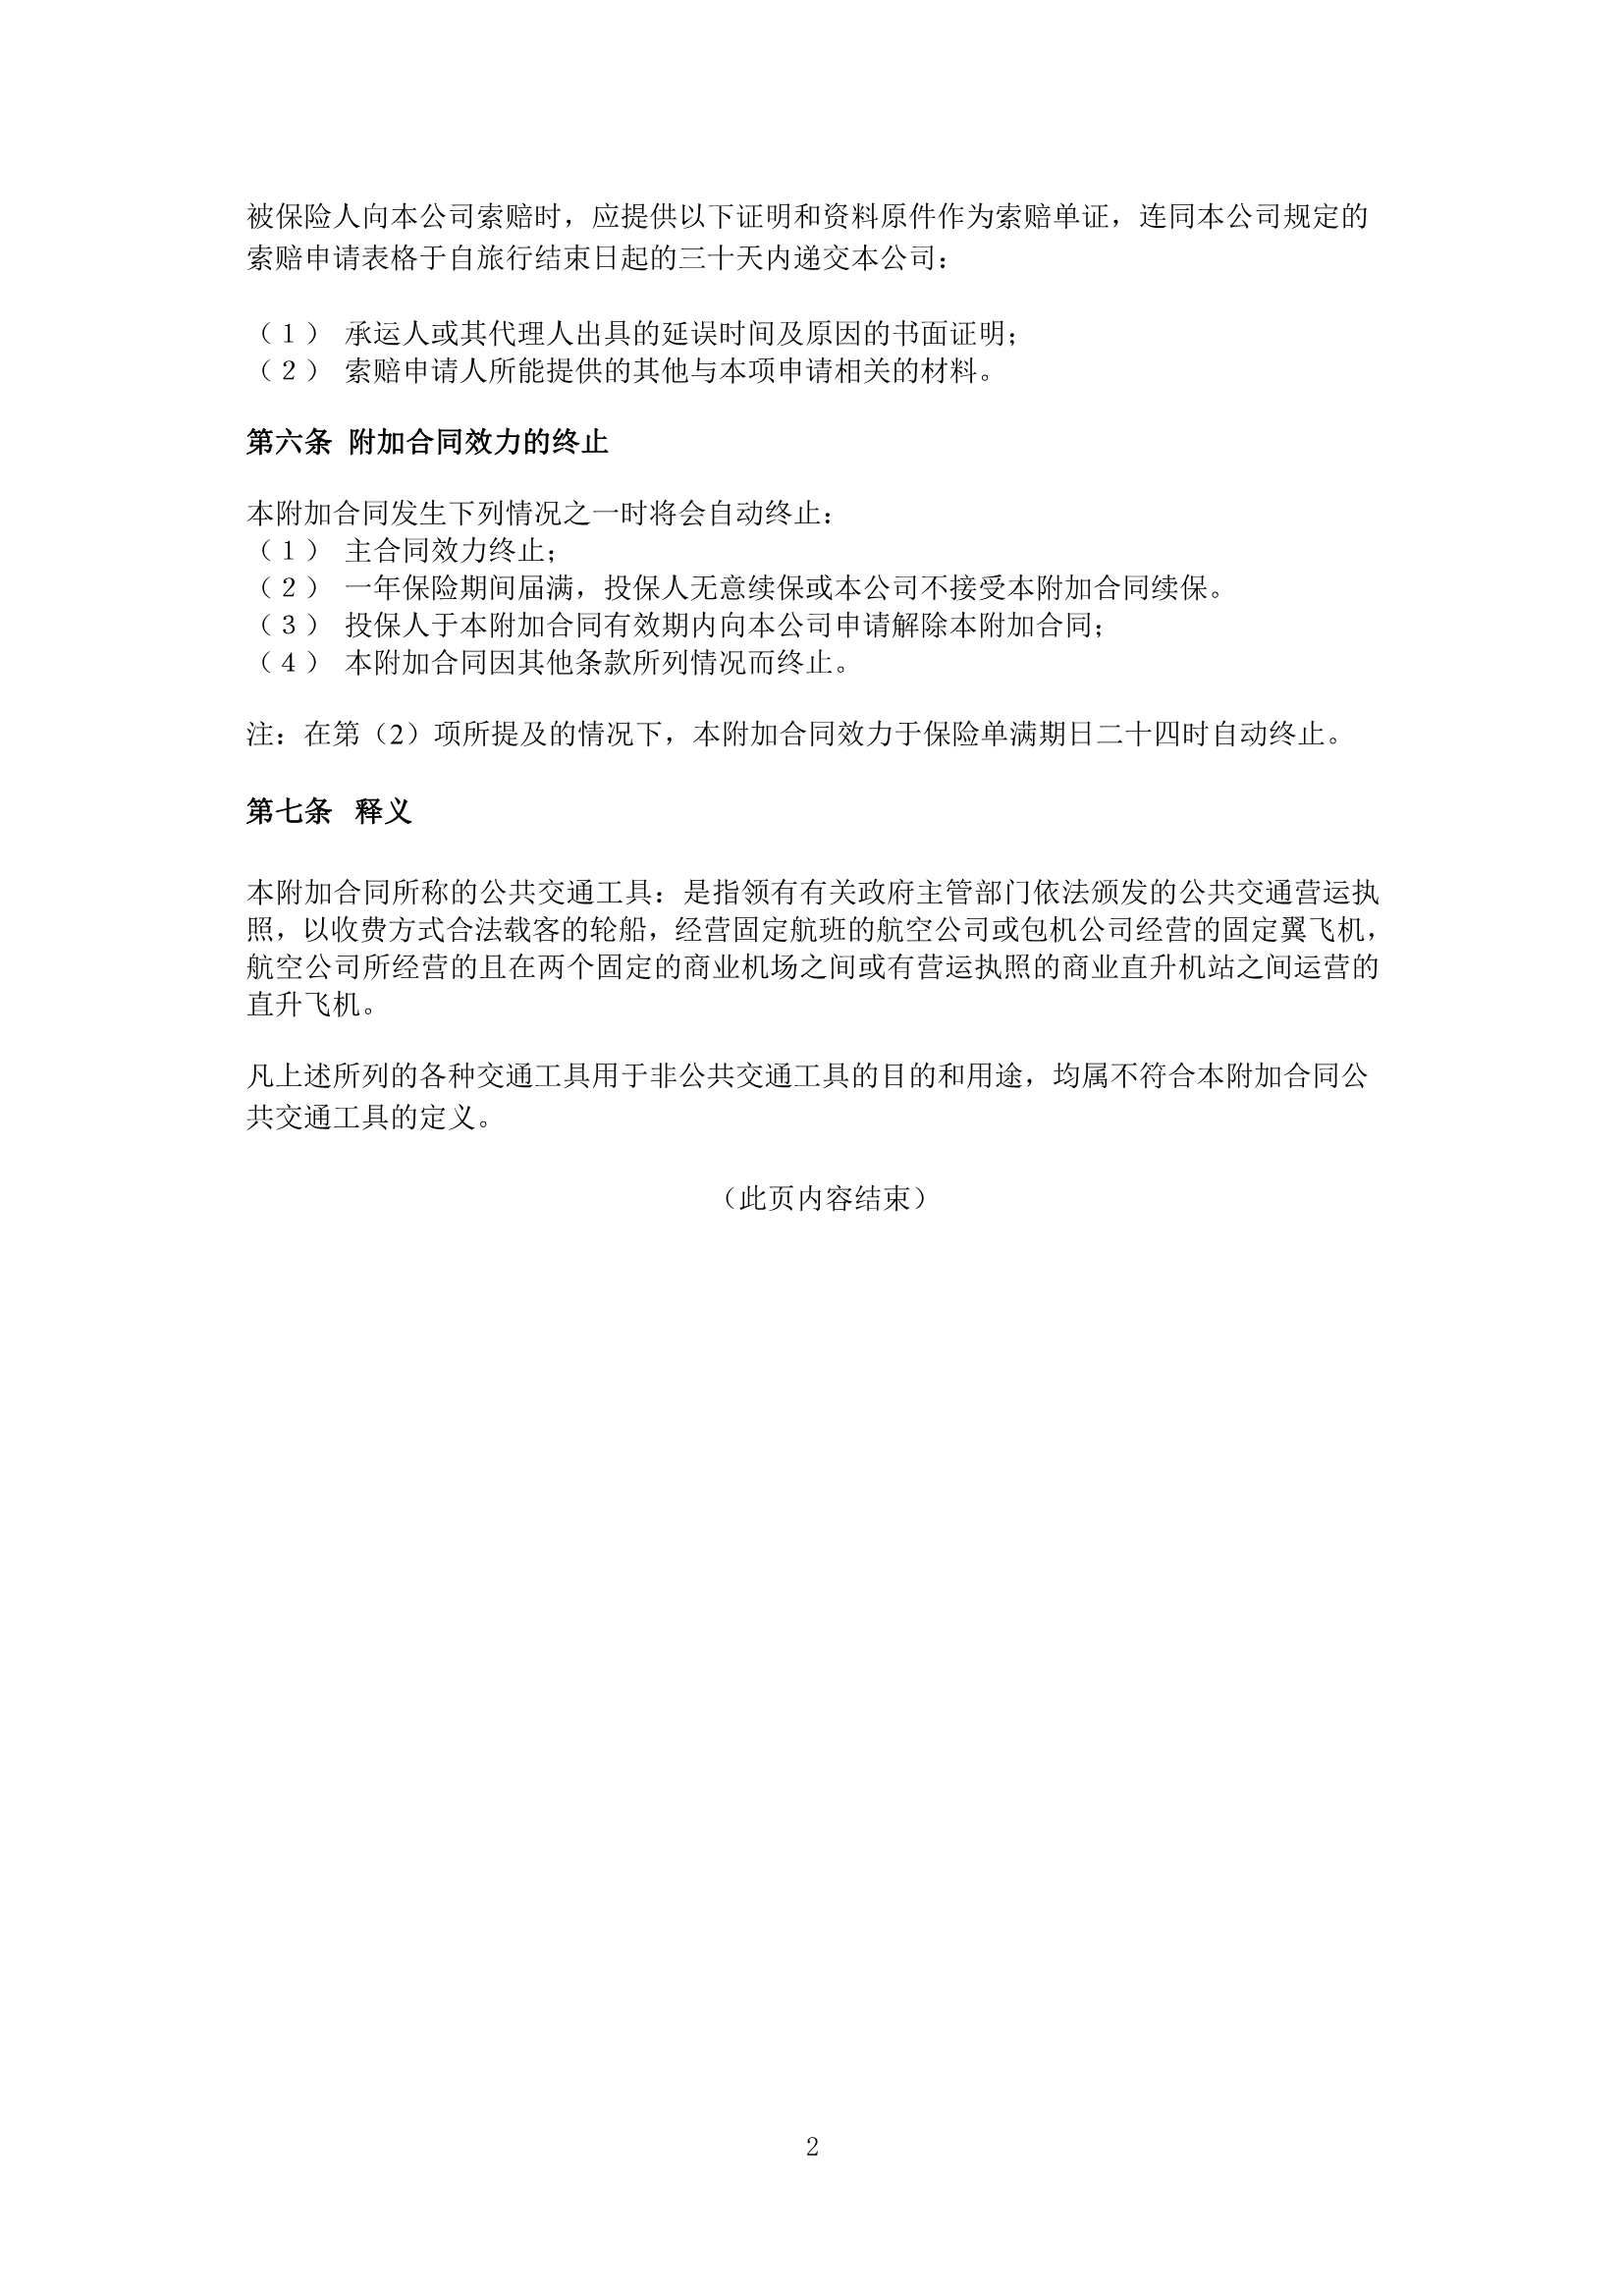 被保险人向本公司索赔时，应提供以下证明和资料原件作为索赔单证，连同本公司规定的
索赔申请表格于自旅行结束日起的三十天内递交本公司：
（1） 承运人或其代理人出具的延误时间及原因的书面证明；
（2） 索赔申请人所能提供的其他与本项申请相关的材料。
第六条 附加合同效力的终止
本附加合同发生下列情况之一时将会自动终止：
（1） 主合同效力终止；
（2） 一年保险期间届满，投保人无意续保或本公司不接受本附加合同续保。
（3） 投保人于本附加合同有效期内向本公司申请解除本附加合同；
（4） 本附加合同因其他条款所列情况而终止。
注：在第（2）项所提及的情况下，本附加合同效力于保险单满期日二十四时自动终止。
第七条 释义
本附加合同所称的公共交通工具：是指领有有关政府主管部门依法颁发的公共交通营运执
照，以收费方式合法载客的轮船，经营固定航班的航空公司或包机公司经营的固定翼飞机，
航空公司所经营的且在两个固定的商业机场之间或有营运执照的商业直升机站之间运营的
直升飞机。
凡上述所列的各种交通工具用于非公共交通工具的目的和用途，均属不符合本附加合同公
共交通工具的定义。
（此页内容结束）
2